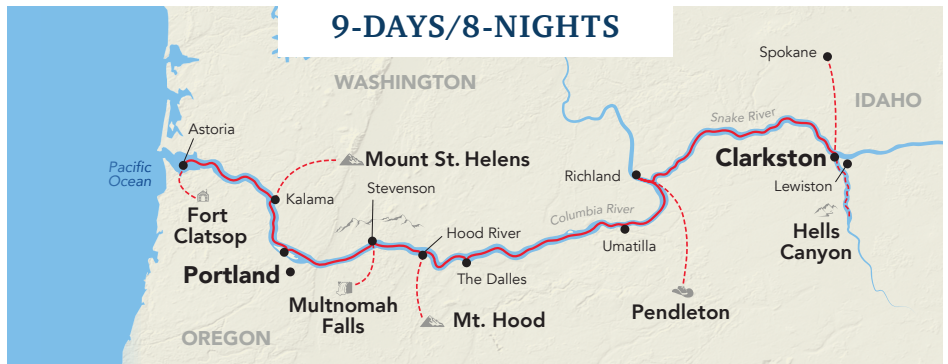 9-DAYS/8-NIGHTS
Spokane
WASHINGTON
IDAHO
Snake River
Astoria
Pacific
Ocean
Mount St. Helens
Clarkston
Richland
Lewiston
Stevenson
Kalama
Fort
Clatsop
Columbia River
Hood River
Umatilla
Hells
Canyon
Portland
The Dalles
Multnomah
Falls
Mt. Hood
Pendleton
OREGON